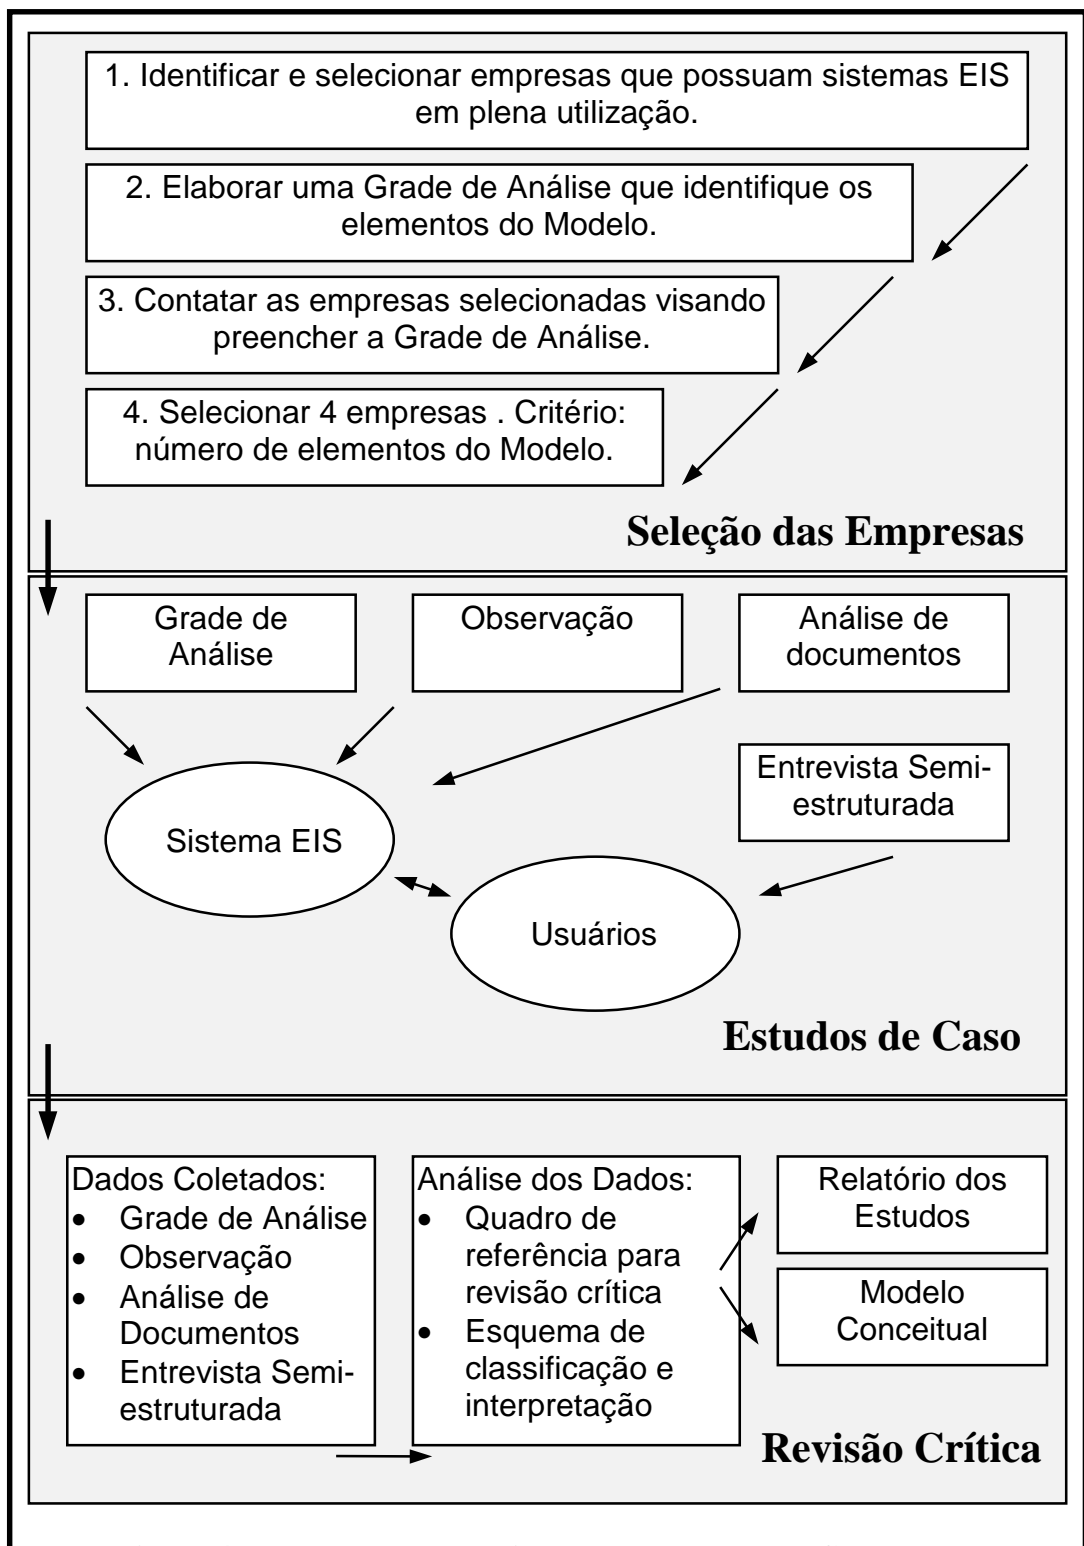 1. Identificar e selecionar empresas que possuam sistemas EIS
em plena utilização.
2. Elaborar uma Grade de Análise que identifique os
elementos do Modelo.
3. Contatar as empresas selecionadas visando
preencher a Grade de Análise.
4. Selecionar 4 empresas . Critério:
número de elementos do Modelo.
Seleção das Empresas
Grade de
Análise
Observação
Análise de
documentos
Entrevista Semi-
estruturada
Sistema EIS
Usuários
Estudos de Caso
Dados Coletados:
• Grade de Análise
• Observação
• Análise de
Documentos
• Entrevista Semi-
estruturada
Análise dos Dados:
• Quadro de
referência para
revisão crítica
• Esquema de
classificação e
interpretação
Relatório dos
Estudos
Modelo
Conceitual
Revisão Crítica